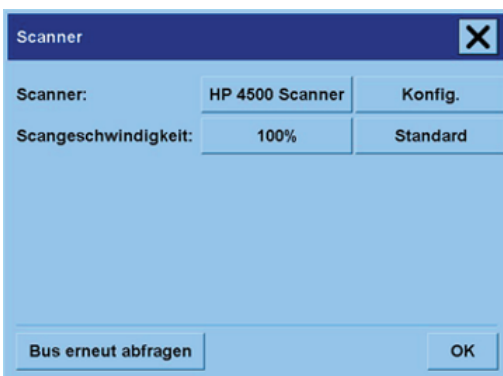 Scanner
Scanner: HP 4500 Scanner Konfig.
Scangeschwindigkeit: 100% Standard
Bus erneut abfragen OK